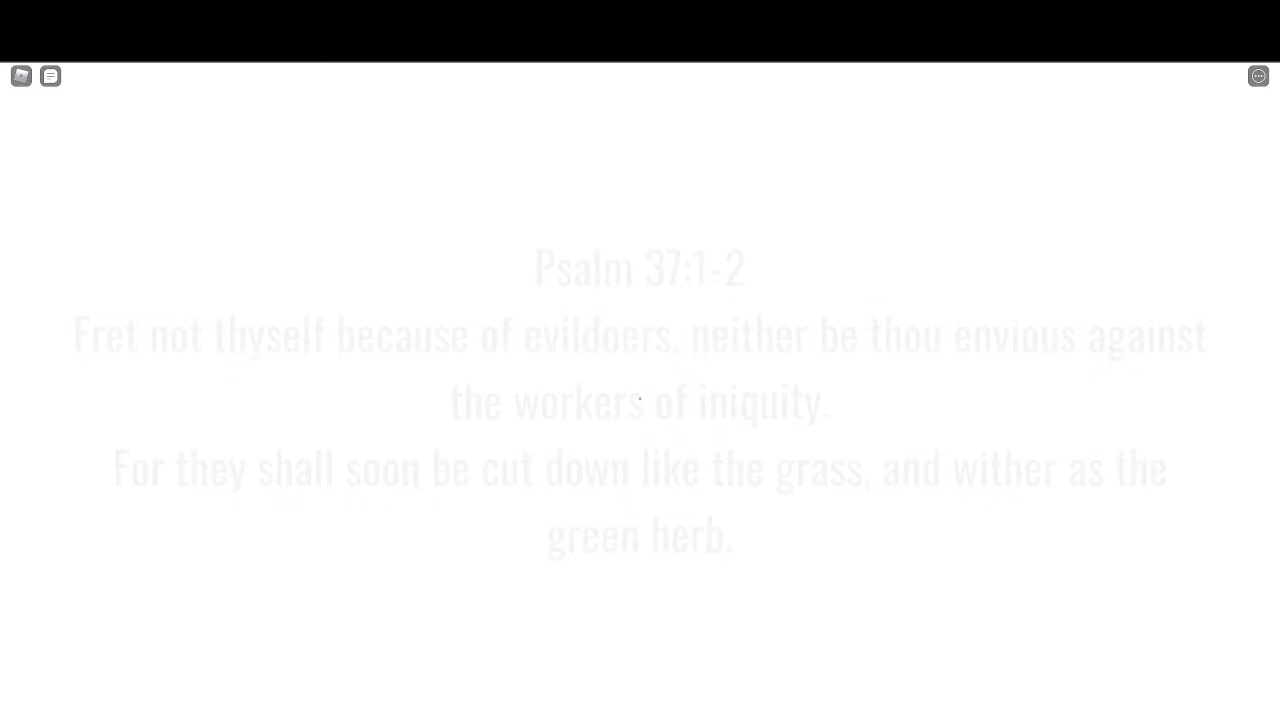 Psalm 37:1-2
Fret not thyself because of evildoers, neither be thou envious against
the workers of iniquity.
For they shall soon be cut down like the grass, and wither as the
green herb.